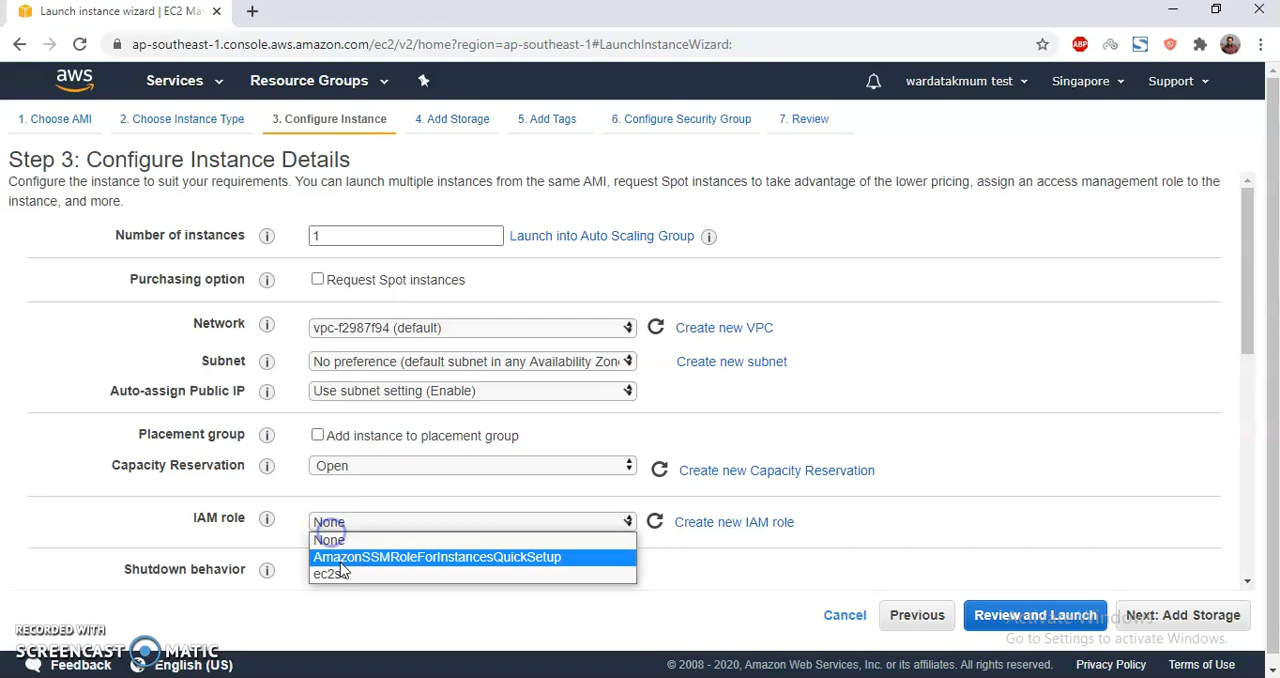 Launch instance wizard | EC2 Ma
ap-southeast-1.console.aws.amazon.com/ec2/v2/home?region=ap-southeast-1#LaunchInstanceWizard:
ABP
aws Services Resource Groups wardatakmum test Singapore Support
1. Choose AMI 2. Choose Instance Type 3. Configure Instance 4. Add Storage 5. Add Tags 6. Configure Security Group 7. Review
Step 3: Configure Instance Details
Configure the instance to suit your requirements. You can launch multiple instances from the same AMI, request Spot instances to take advantage of the lower pricing, assign an access management role to the
instance, and more.
Number of instances 1 Launch into Auto Scaling Group
Purchasing option Request Spot instances
Network vpc-f2987f94 (default) Create new VPC
Subnet No preference (default subnet in any Availability Zon Create new subnet
Auto-assign Public IP Use subnet setting (Enable)
Placement group Add instance to placement group
Capacity Reservation Open Create new Capacity Reservation
IAM role None Create new IAM role
None
AmazonSSMRoleForInstancesQuickSetup
Shutdown behavior
Cancel Previous Review and Launch Next: Add Storage
Activate Windows
Go to Settings to activate Windows.
RECORDED WITH
SCREENCAST MATIC
Feedback English (US) © 2008 - 2020, Amazon Web Services, Inc. or its affiliates. All rights reserved. Privacy Policy Terms of Use